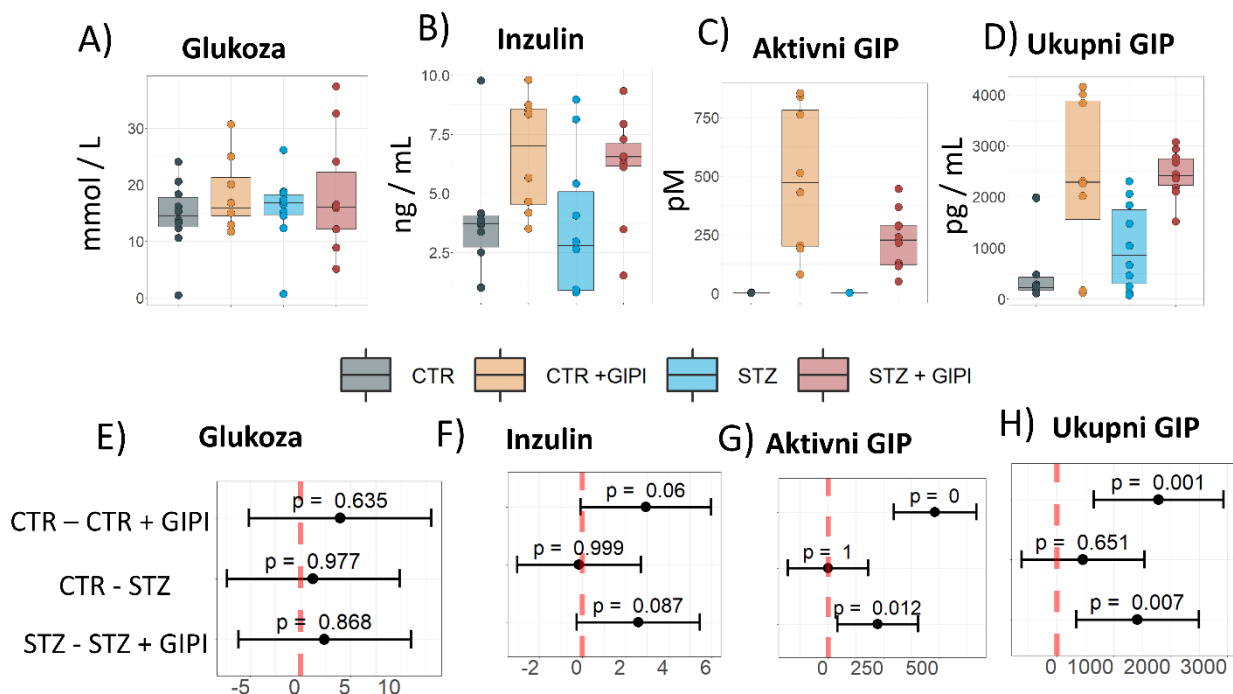 A) Glukoza
B) Inzulin
C) Aktivni GIP
D) Ukupni GIP
mmol / L
30
20
10
0
ng / mL
10.0
7.5
5.0
2.5
pM
750
500
250
0
pg / mL
4000
3000
2000
1000
0
CTR CTR +GIPI STZ STZ + GIPI
E) Glukoza
F) Inzulin
G) Aktivni GIP
H) Ukupni GIP
CTR – CTR + GIPI
CTR - STZ
STZ - STZ + GIPI
p = 0.635
p = 0.977
p = 0.868
-5 0 5 10
p = 0.06
p = 0.999
p = 0.087
-2 0 2 4 6
p = 0
p = 1
p = 0.012
0 500
p = 0.001
p = 0.651
p = 0.007
0 1000 2000 3000